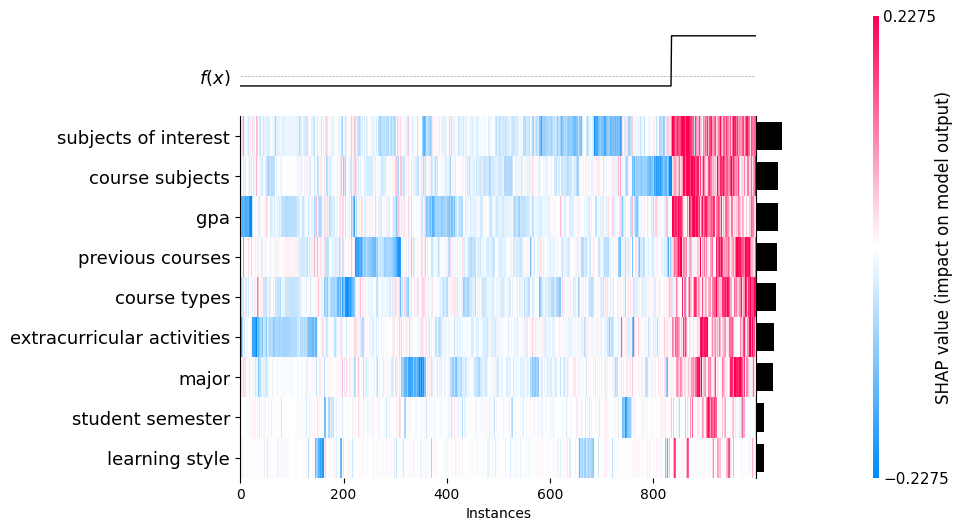 0.2275
f(x)
subjects of interest
course subjects
gpa
previous courses
course types
extracurricular activities
major
student semester
learning style
0 200 400 600 800
Instances
SHAP value (impact on model output)
−0.2275